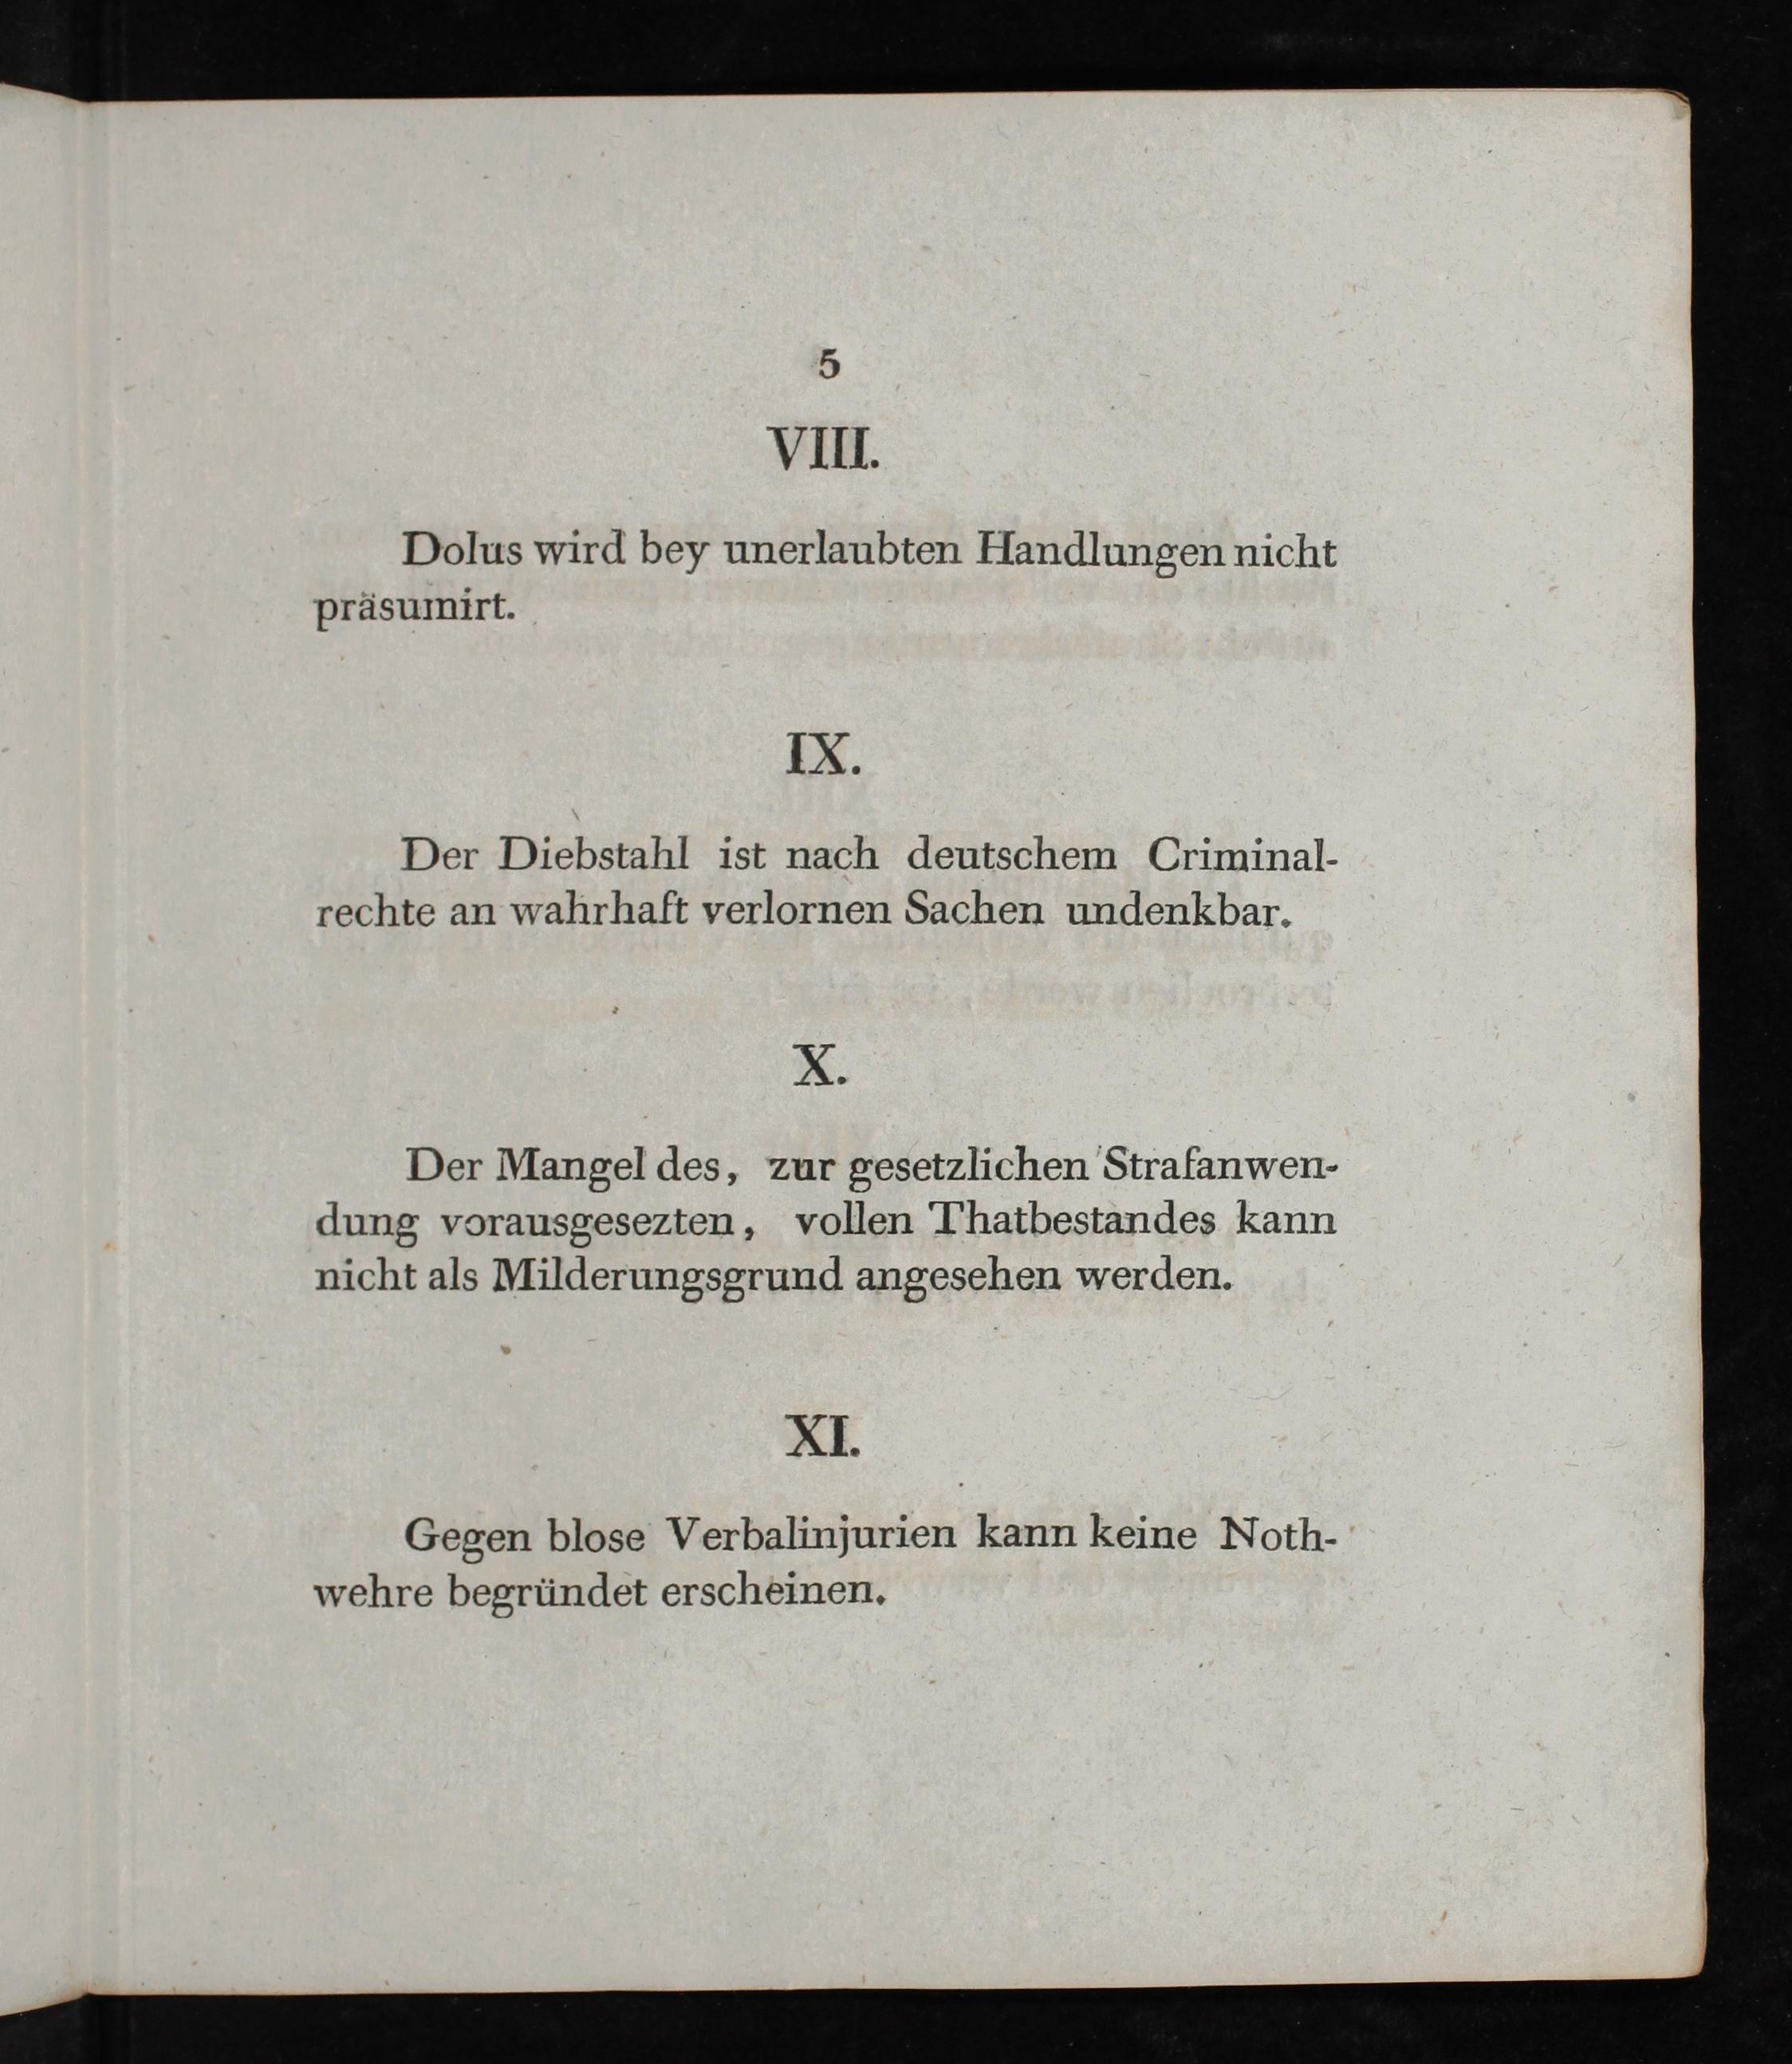 5
VIII.
Dolus wird bey unerlaubten Handlungen nicht
präsumirt.
IX.
Der Diebstahl ist nach deutschem Criminal-
rechte an wahrhaft verlornen Sachen undenkbar.
X.
Der Mangel des, zur gesetzlichen Strafanwen-
dung vorausgesezten, vollen Thatbestandes kann
nicht als Milderungsgrund angesehen werden.
XI.
Gegen blose Verbalinjurien kann keine Noth-
wehre begründet erscheinen.